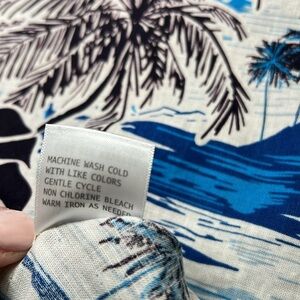 MACHINE WASH COLD
WITH LIKE COLORS
GENTLE CYCLE
NON CHLORINE BLEACH
WARM IRON AS NEEDED